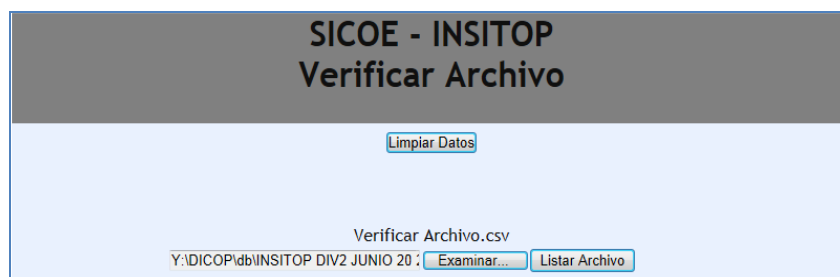 SICOE - INSITOP
Verificar Archivo
Limpiar Datos
Verificar Archivo.csv
Y:\DICOP\db\INSITOP DIV2 JUNIO 20 Examinar... Listar Archivo